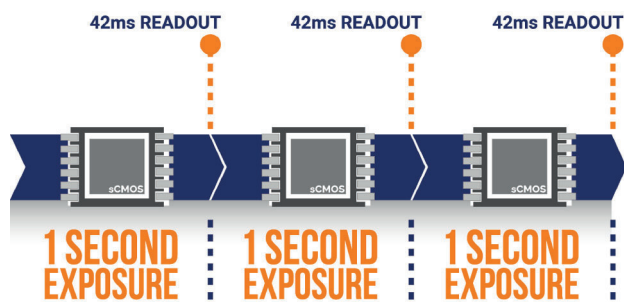 42ms READOUT
42ms READOUT
42ms READOUT
sCMOS
sCMOS
sCMOS
1 SECOND
EXPOSURE
1 SECOND
EXPOSURE
1 SECOND
EXPOSURE